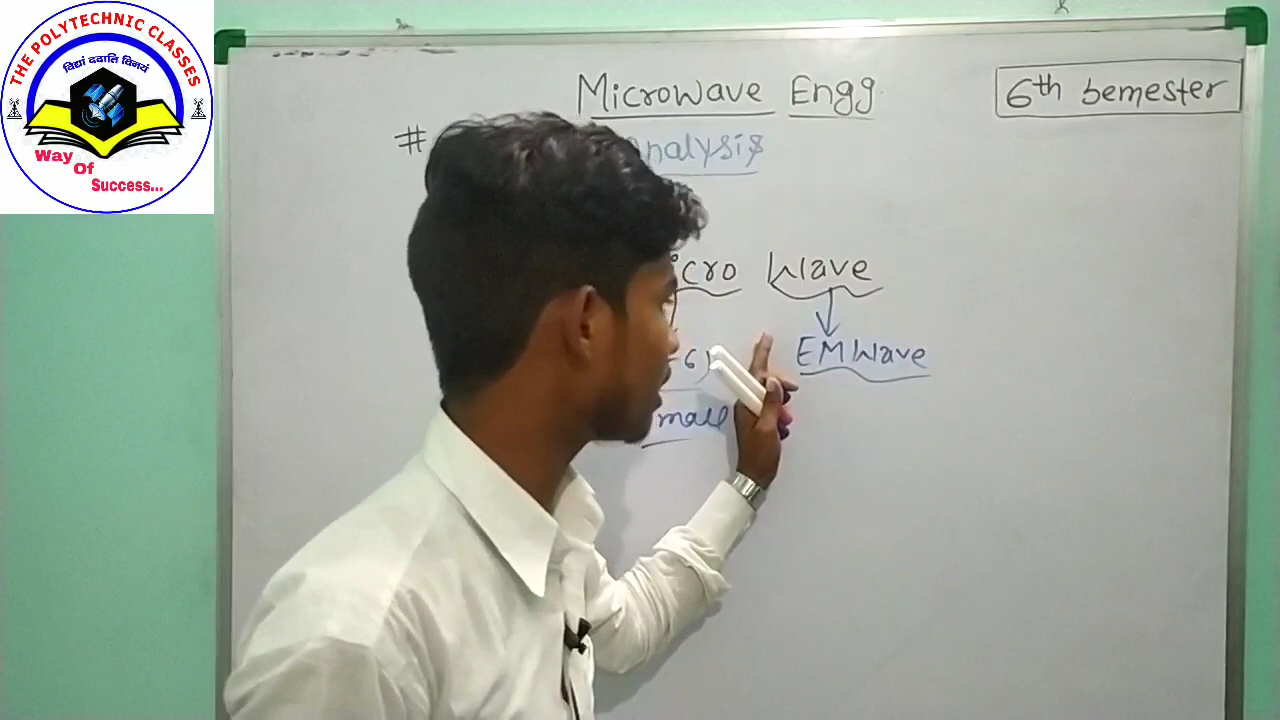 THE POLYTECHNIC CLASSES
विद्यां ददाति विनयं
Way
Of
Success...
Microwave Engg
6th Semester
# analysis
icro Wave
-6) EM Wave
mall